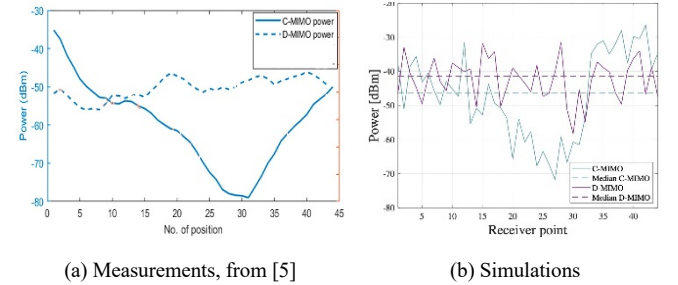 -30
-40
-50
-60
-70
-80
Power (dBm)
C-MIMO power
D-MIMO power
0 5 10 15 20 25 30 35 40 45
No. of position
(a) Measurements, from [5]
-20
-30
-40
-50
-60
-70
-80
Power [dBm]
C-MIMO
Median C-MIMO
D-MIMO
Median D-MIMO
5 10 15 20 25 30 35 40
Receiver point
(b) Simulations